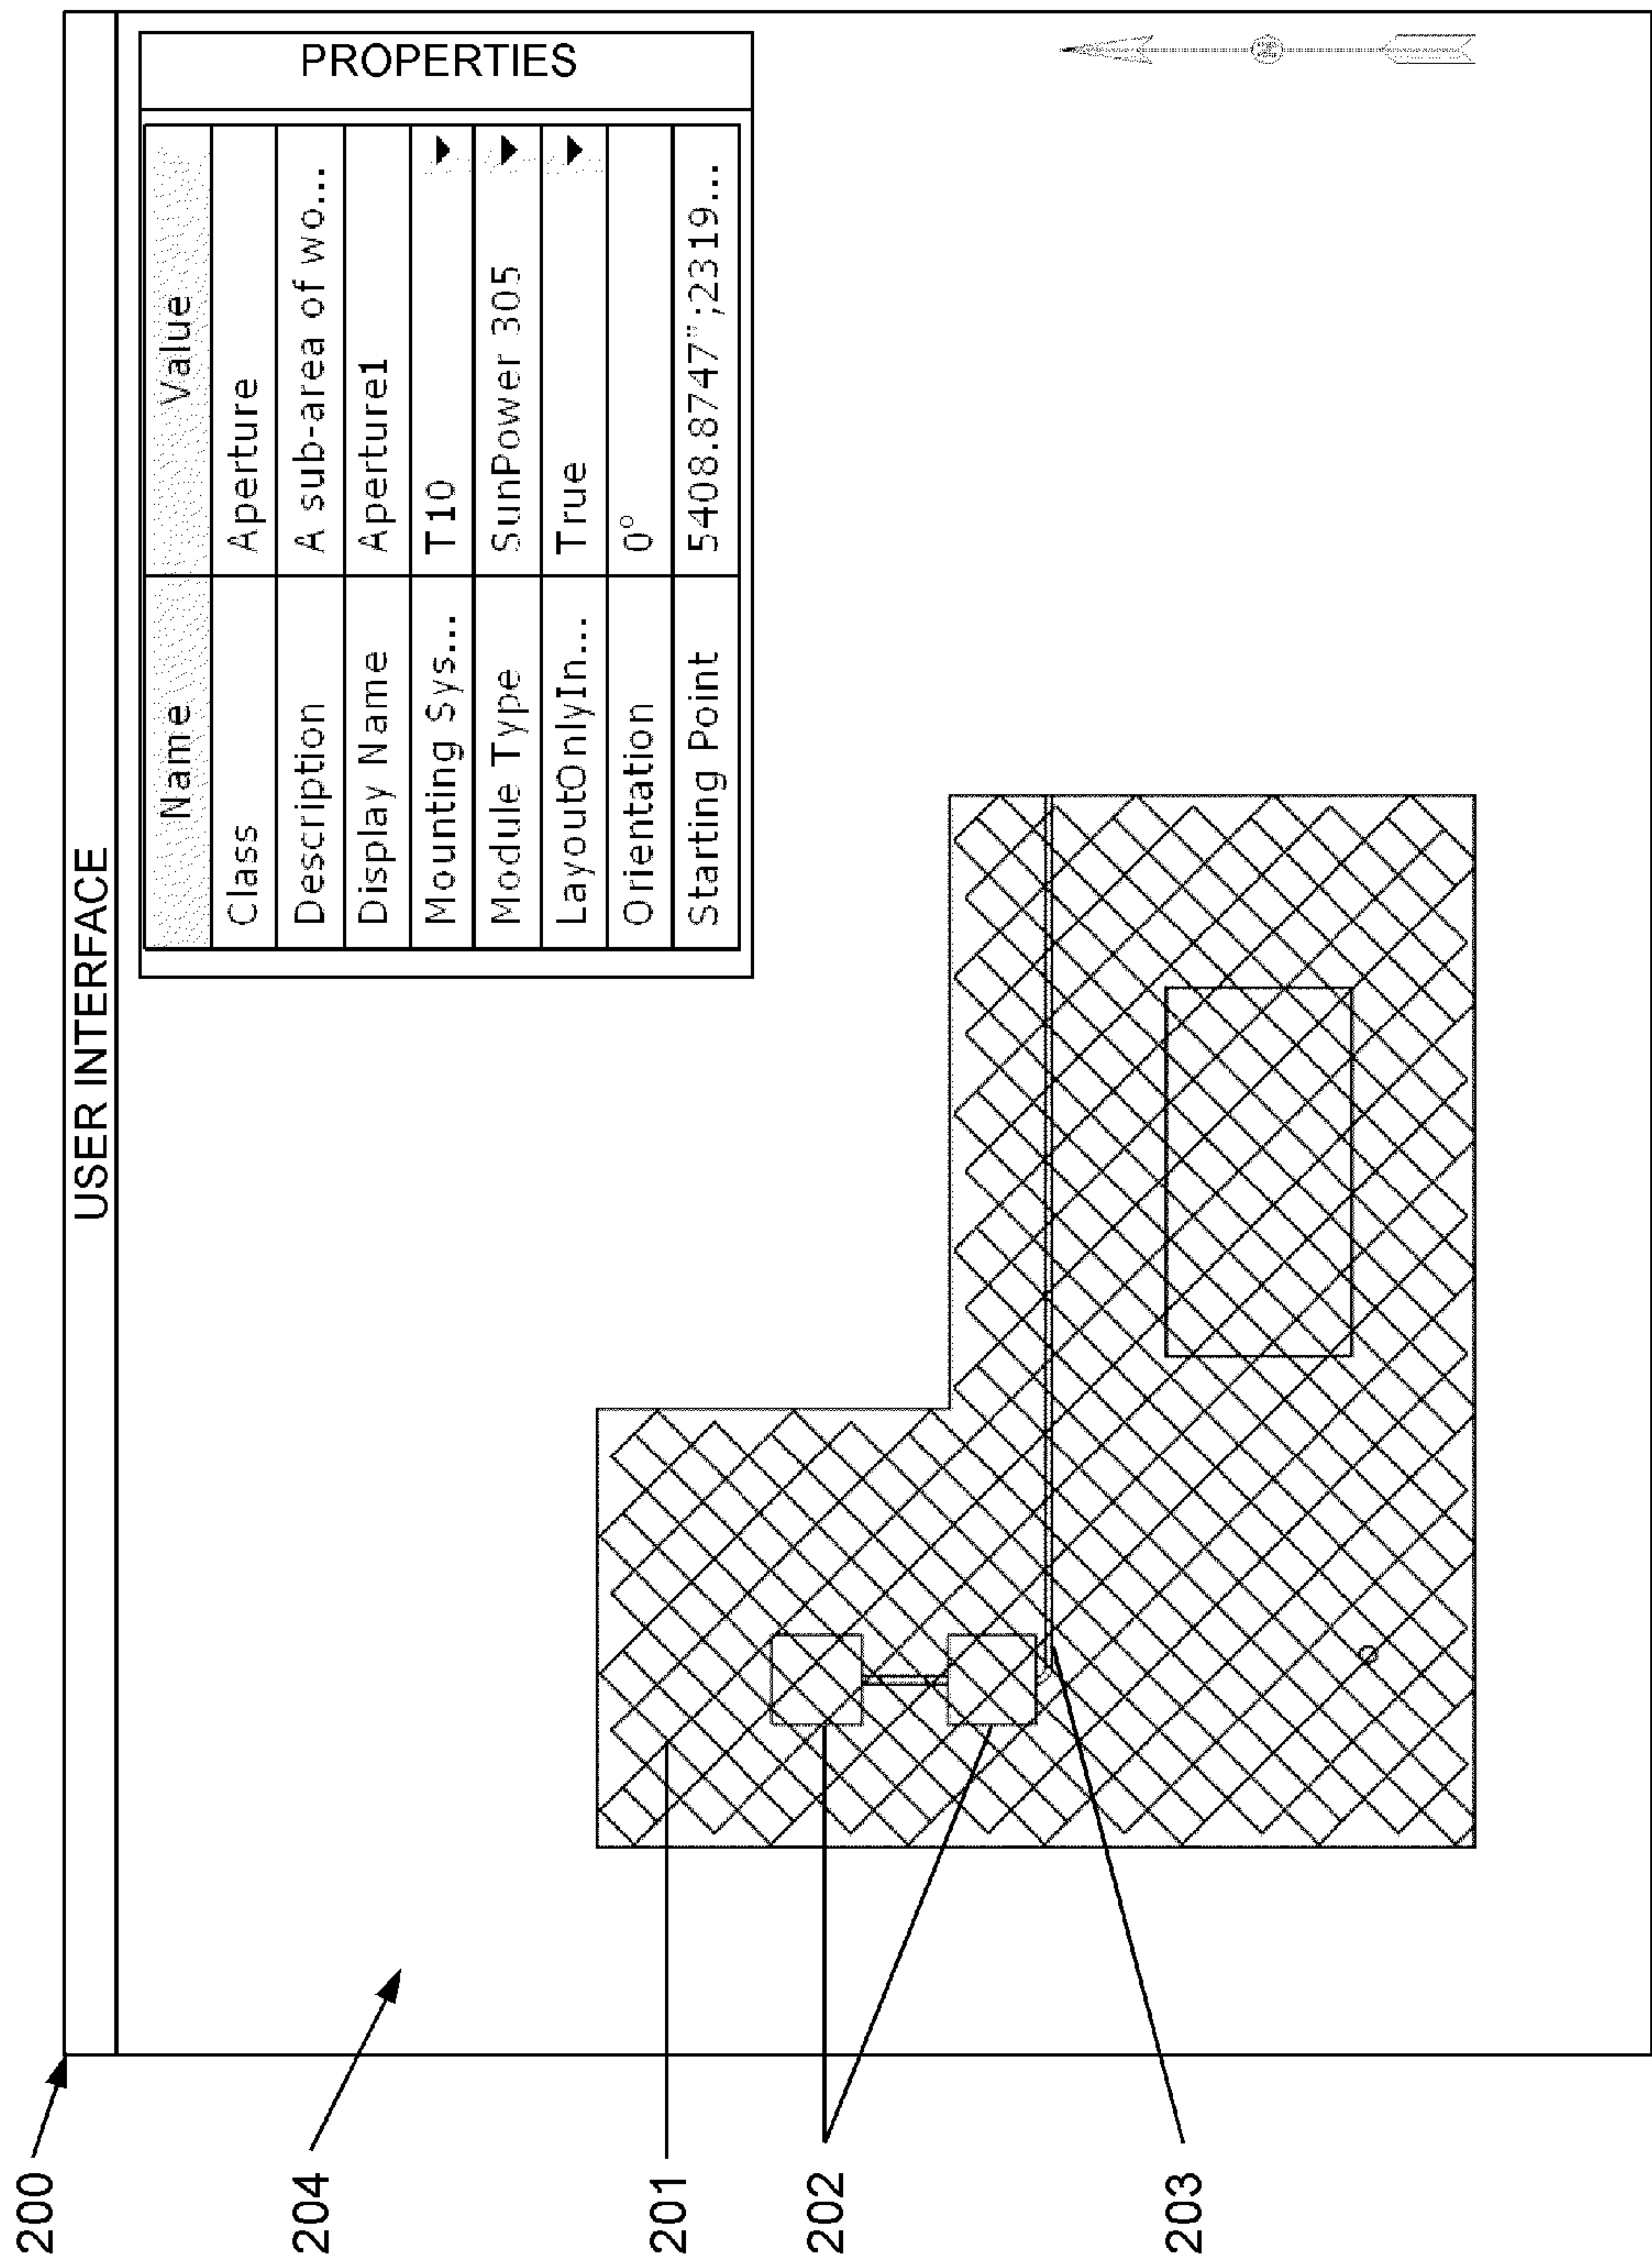 USER INTERFACE
PROPERTIES
Name Value
Class Aperture
Description A sub-area of wo...
Display Name Aperture1
Mounting Sys... T10
Module Type SunPower 305
LayoutOnlyIn... True
Orientation 0°
Starting Point 5408.8747";2319...
200
204
201
202
203